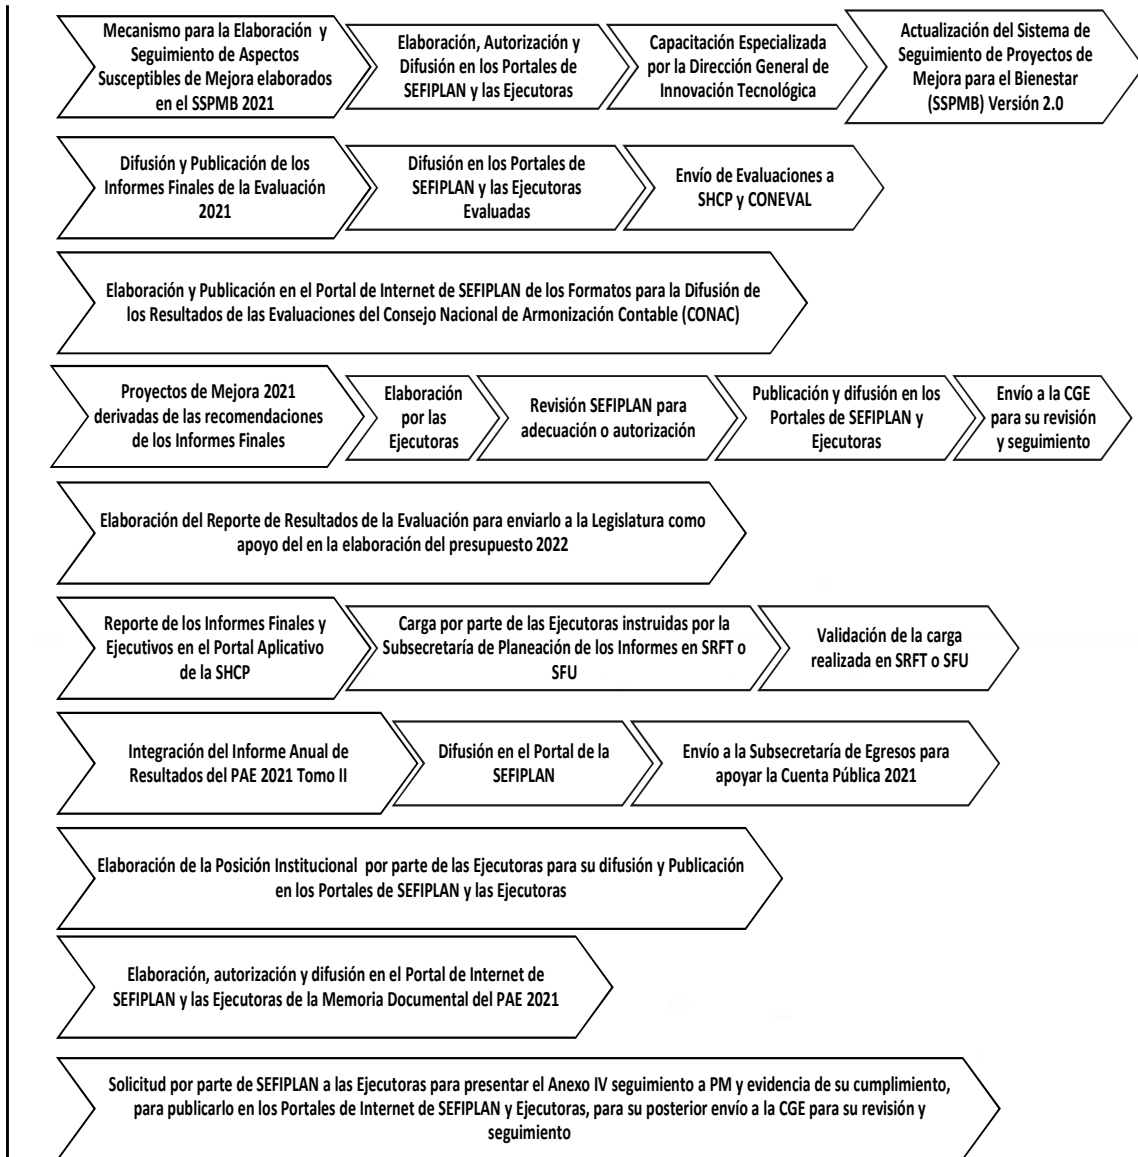 Mecanismo para la Elaboración y
Seguimiento de Aspectos
Susceptibles de Mejora elaborados
en el SSPMB 2021
Elaboración, Autorización y
Difusión en los Portales de
SEFIPLAN y las Ejecutoras
Capacitación Especializada
por la Dirección General de
Innovación Tecnológica
Actualización del Sistema de
Seguimiento de Proyectos de
Mejora para el Bienestar
(SSPMB) Versión 2.0
Difusión y Publicación de los
Informes Finales de la Evaluación
2021
Difusión en los Portales de
SEFIPLAN y las Ejecutoras
Evaluadas
Envío de Evaluaciones a
SHCP y CONEVAL
Elaboración y Publicación en el Portal de Internet de SEFIPLAN de los Formatos para la Difusión de
los Resultados de las Evaluaciones del Consejo Nacional de Armonización Contable (CONAC)
Proyectos de Mejora 2021
derivadas de las recomendaciones
de los Informes Finales
Elaboración
por las
Ejecutoras
Revisión SEFIPLAN para
adecuación o autorización
Publicación y difusión en los
Portales de SEFIPLAN y
Ejecutoras
Envío a la CGE
para su revisión
y seguimiento
Elaboración del Reporte de Resultados de la Evaluación para enviarlo a la Legislatura como
apoyo del en la elaboración del presupuesto 2022
Reporte de los Informes Finales y
Ejecutivos en el Portal Aplicativo
de la SHCP
Carga por parte de las Ejecutoras instruidas por la
Subsecretaría de Planeación de los Informes en SRFT o
SFU
Validación de la carga
realizada en SRFT o SFU
Integración del Informe Anual de
Resultados del PAE 2021 Tomo II
Difusión en el Portal de la
SEFIPLAN
Envío a la Subsecretaría de Egresos para
apoyar la Cuenta Pública 2021
Elaboración de la Posición Institucional por parte de las Ejecutoras para su difusión y Publicación
en los Portales de SEFIPLAN y las Ejecutoras
Elaboración, autorización y difusión en el Portal de Internet de
SEFIPLAN y las Ejecutoras de la Memoria Documental del PAE 2021
Solicitud por parte de SEFIPLAN a las Ejecutoras para presentar el Anexo IV seguimiento a PM y evidencia de su cumplimiento,
para publicarlo en los Portales de Internet de SEFIPLAN y Ejecutoras, para su posterior envío a la CGE para su revisión y
seguimiento